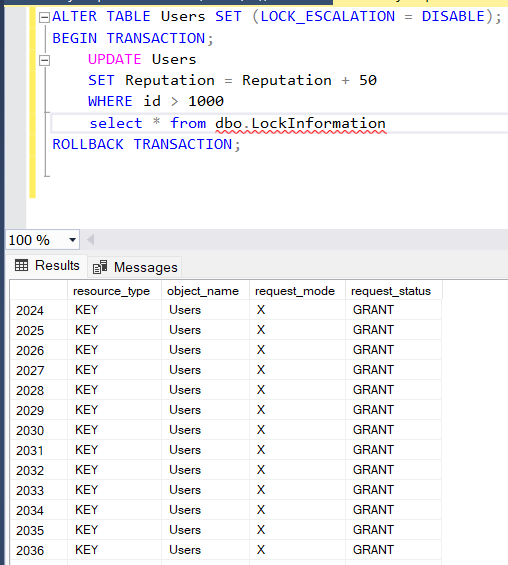 ALTER TABLE Users SET (LOCK_ESCALATION = DISABLE);
BEGIN TRANSACTION;
UPDATE Users
SET Reputation = Reputation + 50
WHERE id > 1000
select * from dbo.LockInformation
ROLLBACK TRANSACTION;
100 %
Results Messages
resource_type object_name request_mode request_status
2024 KEY Users X GRANT
2025 KEY Users X GRANT
2026 KEY Users X GRANT
2027 KEY Users X GRANT
2028 KEY Users X GRANT
2029 KEY Users X GRANT
2030 KEY Users X GRANT
2031 KEY Users X GRANT
2032 KEY Users X GRANT
2033 KEY Users X GRANT
2034 KEY Users X GRANT
2035 KEY Users X GRANT
2036 KEY Users X GRANT